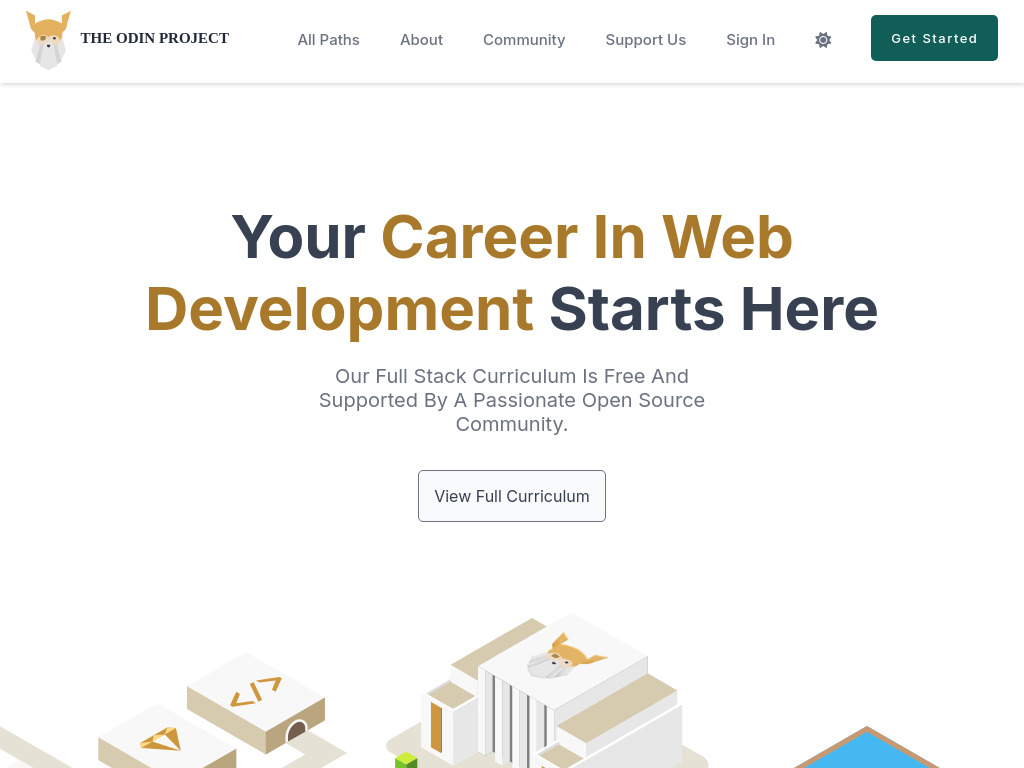 THE ODIN PROJECT
All Paths
About
Community
Support Us
Sign In
Get Started
Your Career In Web
Development Starts Here
Our Full Stack Curriculum Is Free And
Supported By A Passionate Open Source
Community.
View Full Curriculum